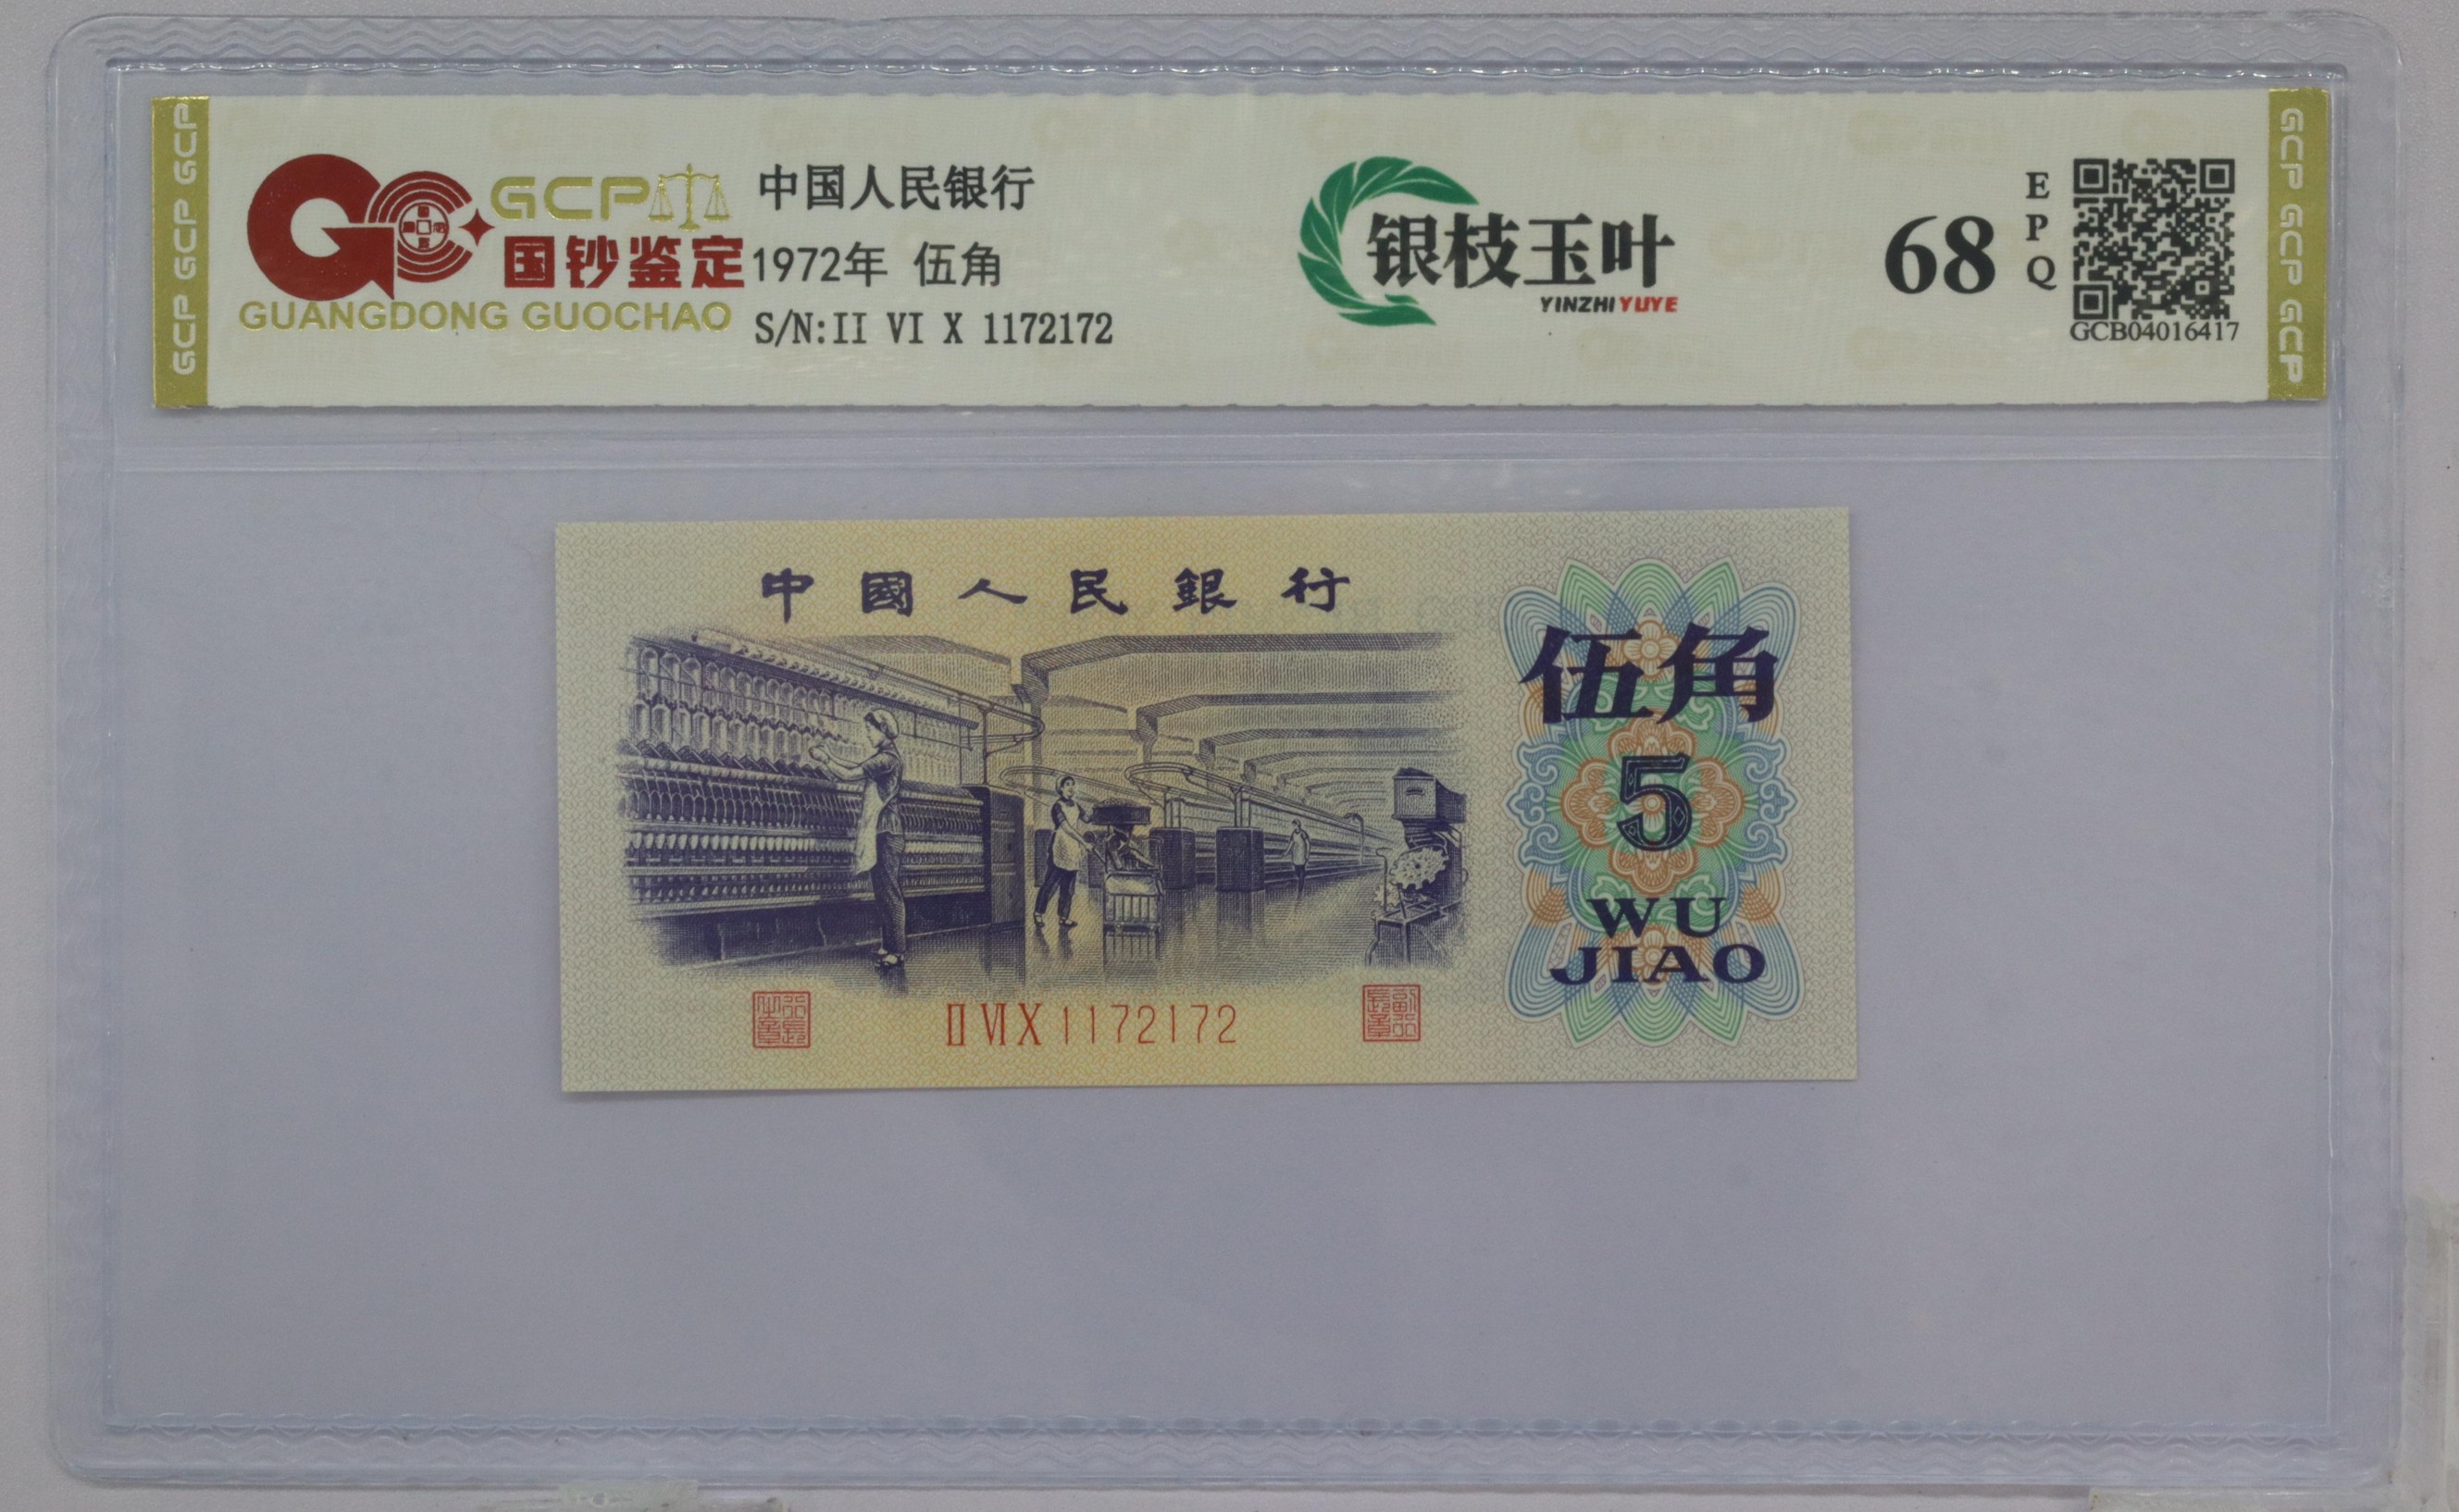 GCP GCP GCP GCP
GCP
国钞鉴定
GUANGDONG GUOCHAO
中国人民银行
1972年 伍角
S/N:II VI X 1172172
银枝玉叶
YINZHI YUYE
68
E
P
Q
GCB04016417
GCP GCP GCP
中國人民銀行
伍角
5
WU
JIAO
ⅡⅥX1172172